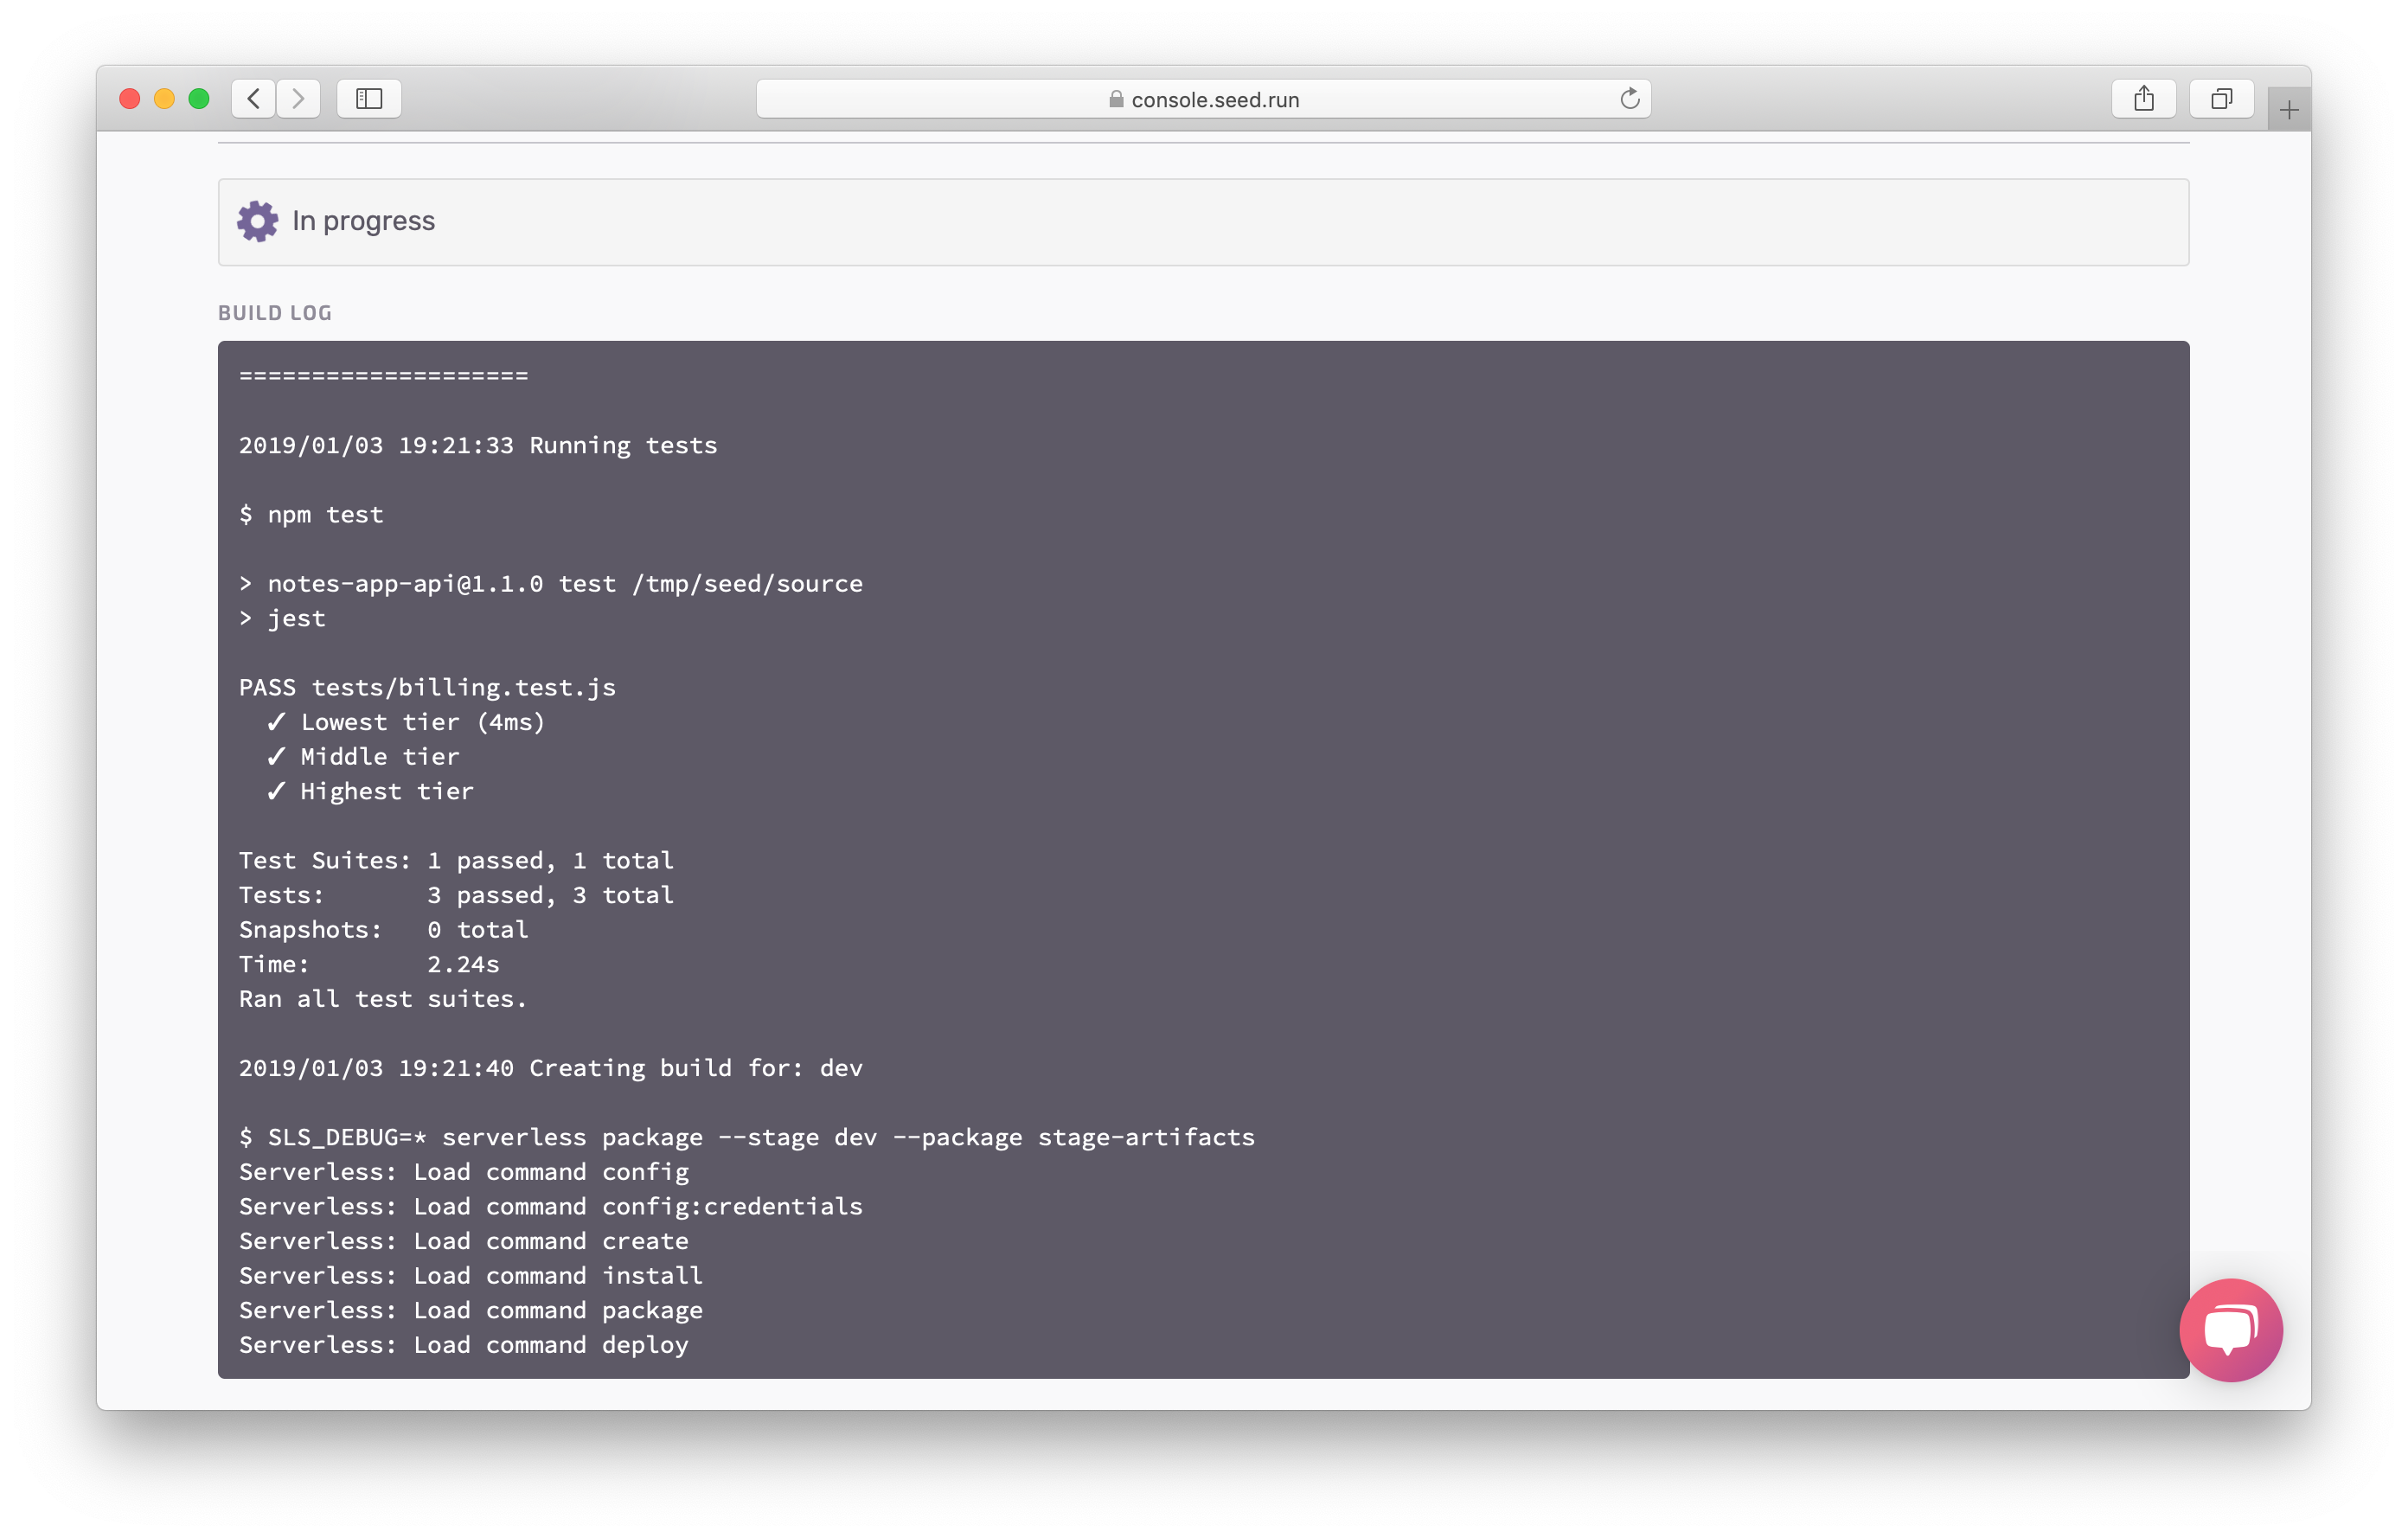 console.seed.run
In progress
BUILD LOG
====================
2019/01/03 19:21:33 Running tests
$ npm test
> notes-app-api@1.1.0 test /tmp/seed/source
> jest
PASS tests/billing.test.js
✓ Lowest tier (4ms)
✓ Middle tier
✓ Highest tier
Test Suites: 1 passed, 1 total
Tests:       3 passed, 3 total
Snapshots:   0 total
Time:        2.24s
Ran all test suites.
2019/01/03 19:21:40 Creating build for: dev
$ SLS_DEBUG=* serverless package --stage dev --package stage-artifacts
Serverless: Load command config
Serverless: Load command config:credentials
Serverless: Load command create
Serverless: Load command install
Serverless: Load command package
Serverless: Load command deploy